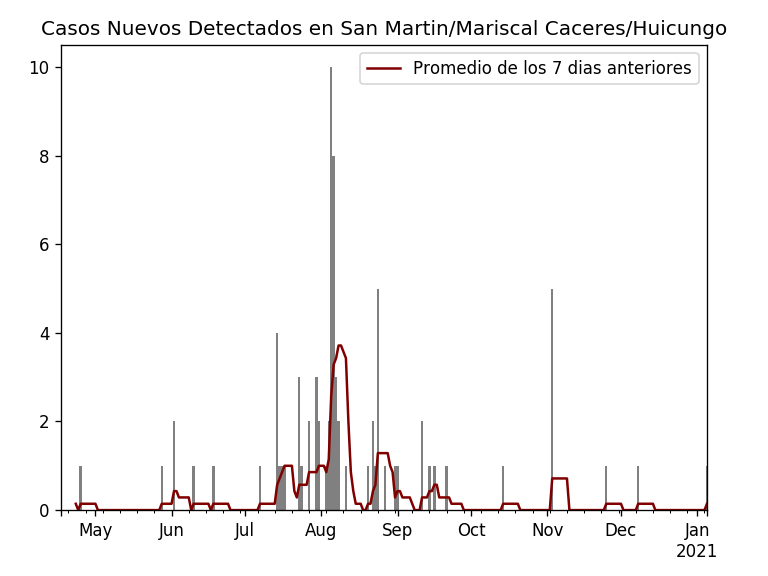 Casos Nuevos Detectados en San Martin/Mariscal Caceres/Huicungo
Promedio de los 7 dias anteriores
10
8
6
4
2
0
May Jun Jul Aug Sep Oct Nov Dec Jan
2021